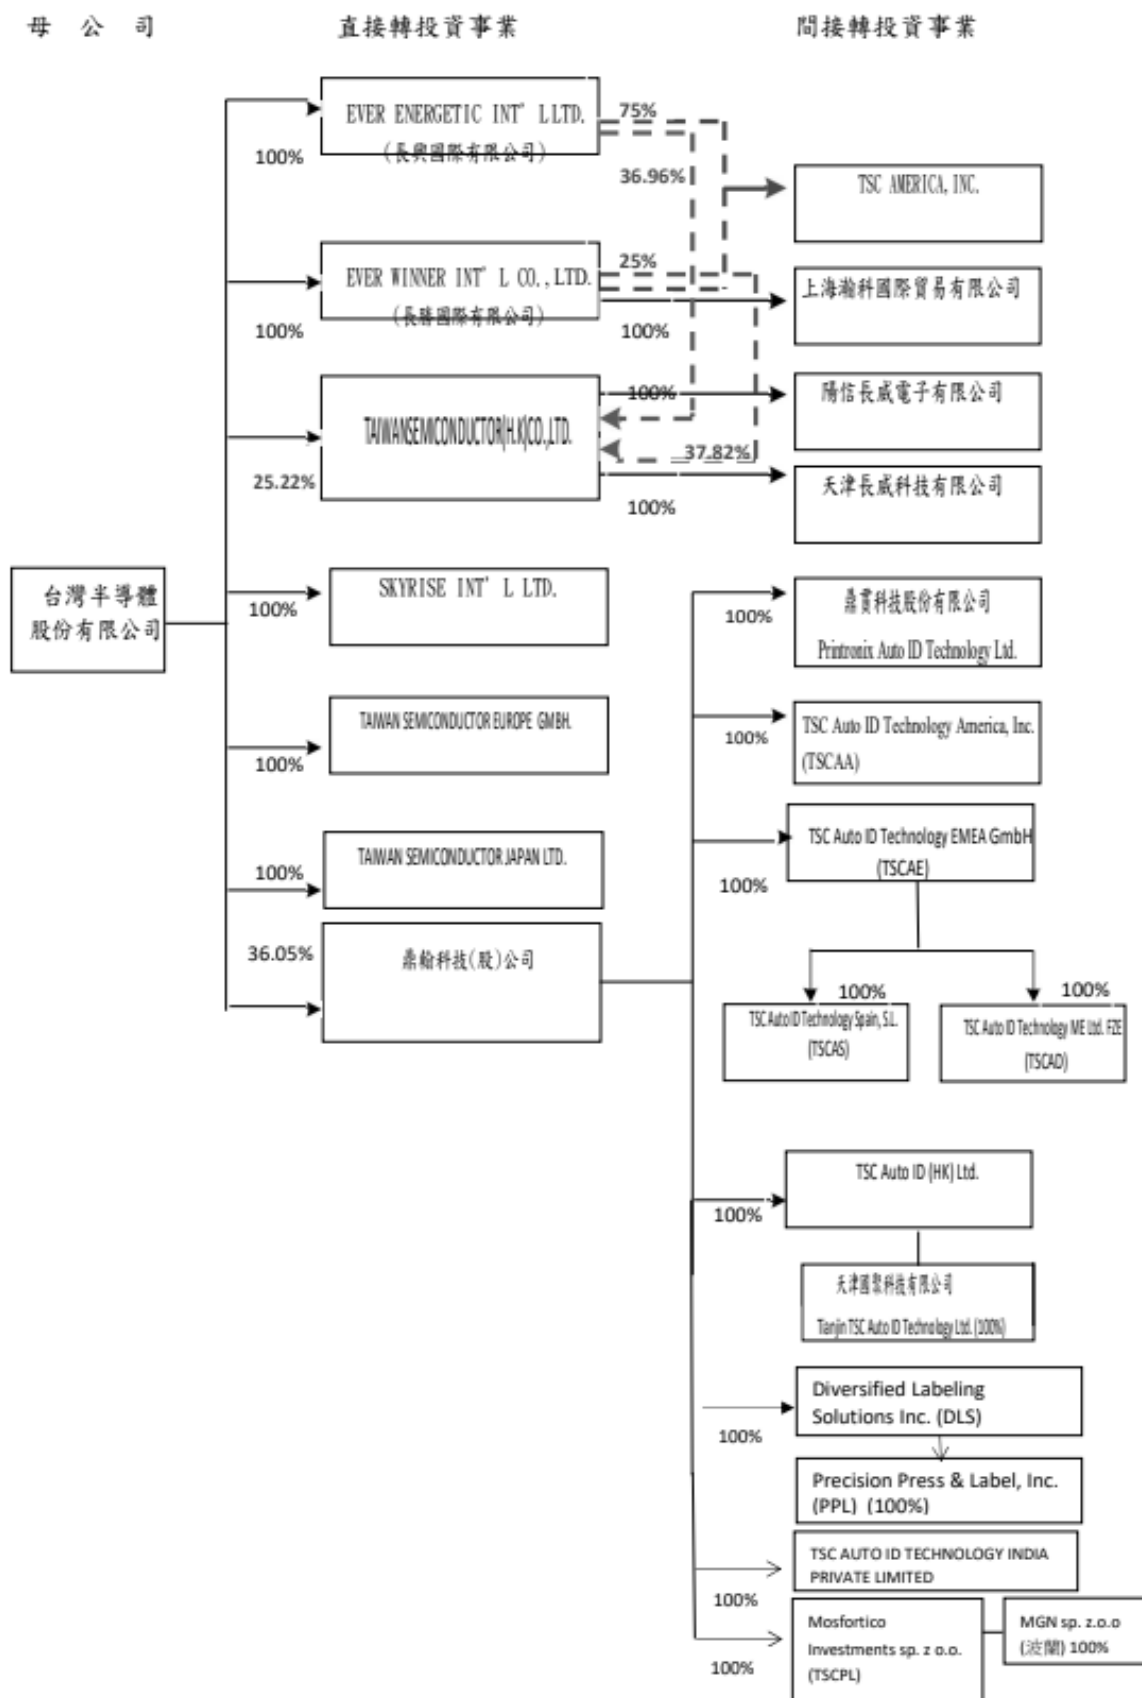 母 公 司
直接轉投資事業
間接轉投資事業
EVER ENERGETIC INT'L LTD.
(長興國際有限公司)
100%
75%
36.96%
TSC AMERICA, INC.
EVER WINNER INT'L CO., LTD.
(長勝國際有限公司)
100%
25%
100%
上海瀚科國際貿易有限公司
TAIWANSEMICONDUCTOR(H.K)CO.,LTD.
25.22%
100%
陽信長威電子有限公司
37.82%
100%
天津長威科技有限公司
台灣半導體
股份有限公司
SKYRISE INT'L LTD.
100%
100%
鼎貫科技股份有限公司
Printronix Auto ID Technology Ltd.
TAIWAN SEMICONDUCTOR EUROPE GMBH.
100%
100%
TSC Auto ID Technology America, Inc.
(TSCAA)
TAIWAN SEMICONDUCTOR JAPAN LTD.
100%
100%
TSC Auto ID Technology EMEA GmbH
(TSCAE)
36.05%
鼎翰科技(股)公司
100%
100%
TSC Auto ID Technology Spain, S.L.
(TSCAS)
TSC Auto ID Technology ME Ltd. FZE
(TSCAD)
TSC Auto ID (HK) Ltd.
100%
天津國聚科技有限公司
Tianjin TSC Auto ID Technology Ltd. (100%)
Diversified Labeling
Solutions Inc. (DLS)
100%
Precision Press & Label, Inc.
(PPL) (100%)
TSC AUTO ID TECHNOLOGY INDIA
PRIVATE LIMITED
100%
Mosfortico
Investments sp. z o.o.
(TSCPL)
100%
MGN sp. z.o.o
(波蘭) 100%